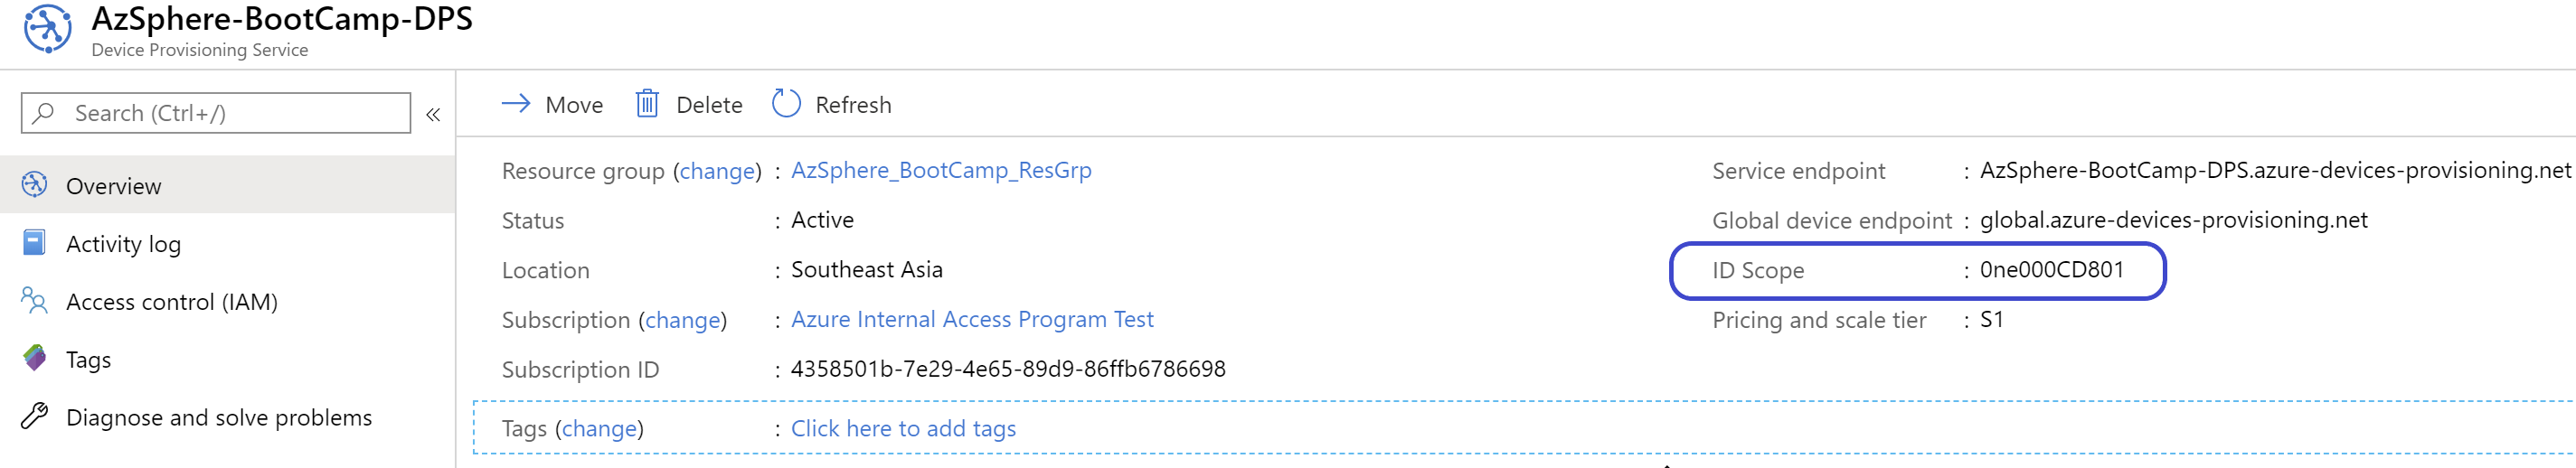 AzSphere-BootCamp-DPS
Device Provisioning Service
Search (Ctrl+/)
«
Overview
Activity log
Access control (IAM)
Tags
Diagnose and solve problems
Move Delete Refresh
Resource group (change) : AzSphere_BootCamp_ResGrp
Status : Active
Location : Southeast Asia
Subscription (change) : Azure Internal Access Program Test
Subscription ID : 4358501b-7e29-4e65-89d9-86ffb6786698
Tags (change) : Click here to add tags
Service endpoint : AzSphere-BootCamp-DPS.azure-devices-provisioning.net
Global device endpoint : global.azure-devices-provisioning.net
ID Scope : 0ne000CD801
Pricing and scale tier : S1